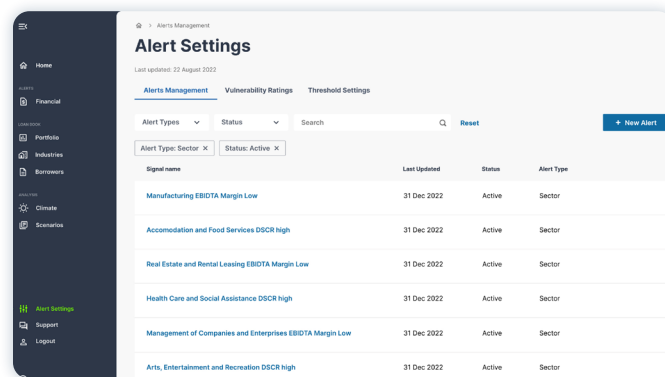 Home
ALERTS
Financial
LOAN BOOK
Portfolio
Industries
Borrowers
ANALYTICS
Climate
Scenarios
Alert Settings
Support
Logout
> Alerts Management
Alert Settings
Last updated: 22 August 2022
Alerts Management Vulnerability Ratings Threshold Settings
Alert Types Status Search Reset + New Alert
Alert Type: Sector × Status: Active ×
Signal name Last Updated Status Alert Type
Manufacturing EBIDTA Margin Low 31 Dec 2022 Active Sector
Accomodation and Food Services DSCR high 31 Dec 2022 Active Sector
Real Estate and Rental Leasing EBIDTA Margin Low 31 Dec 2022 Active Sector
Health Care and Social Assistance DSCR high 31 Dec 2022 Active Sector
Management of Companies and Enterprises EBIDTA Margin Low 31 Dec 2022 Active Sector
Arts, Entertainment and Recreation DSCR high 31 Dec 2022 Active Sector